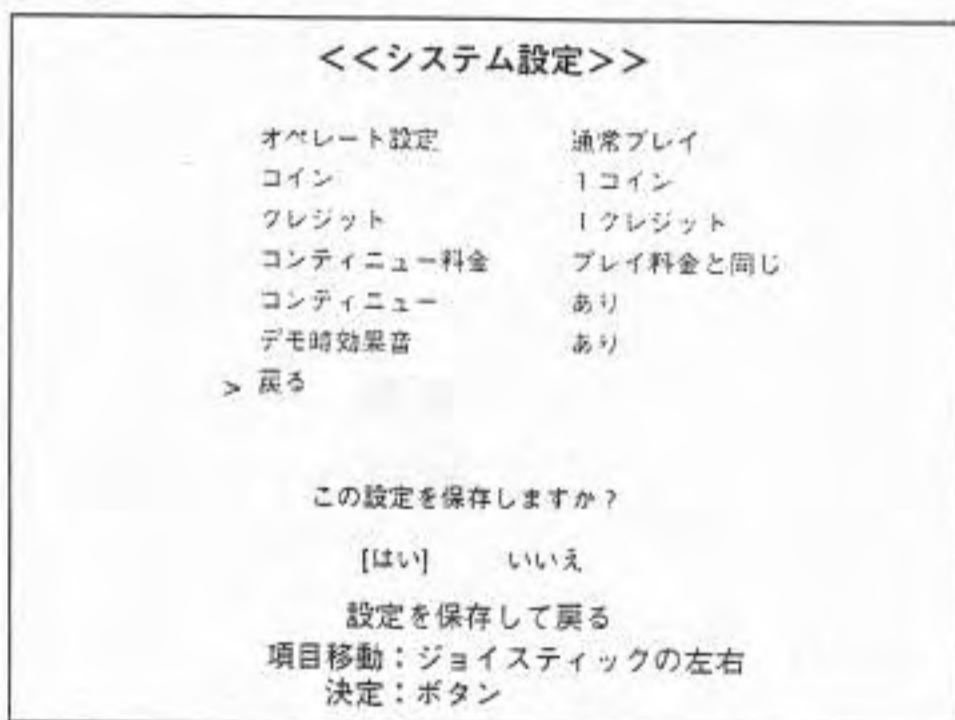 <<システム設定>>
オペレート設定 通常プレイ
コイン 1コイン
クレジット 1クレジット
コンティニュー料金 プレイ料金と同じ
コンティニュー あり
デモ時効果音 あり
> 戻る
この設定を保存しますか?
[はい] いいえ
設定を保存して戻る
項目移動:ジョイスティックの左右
決定:ボタン